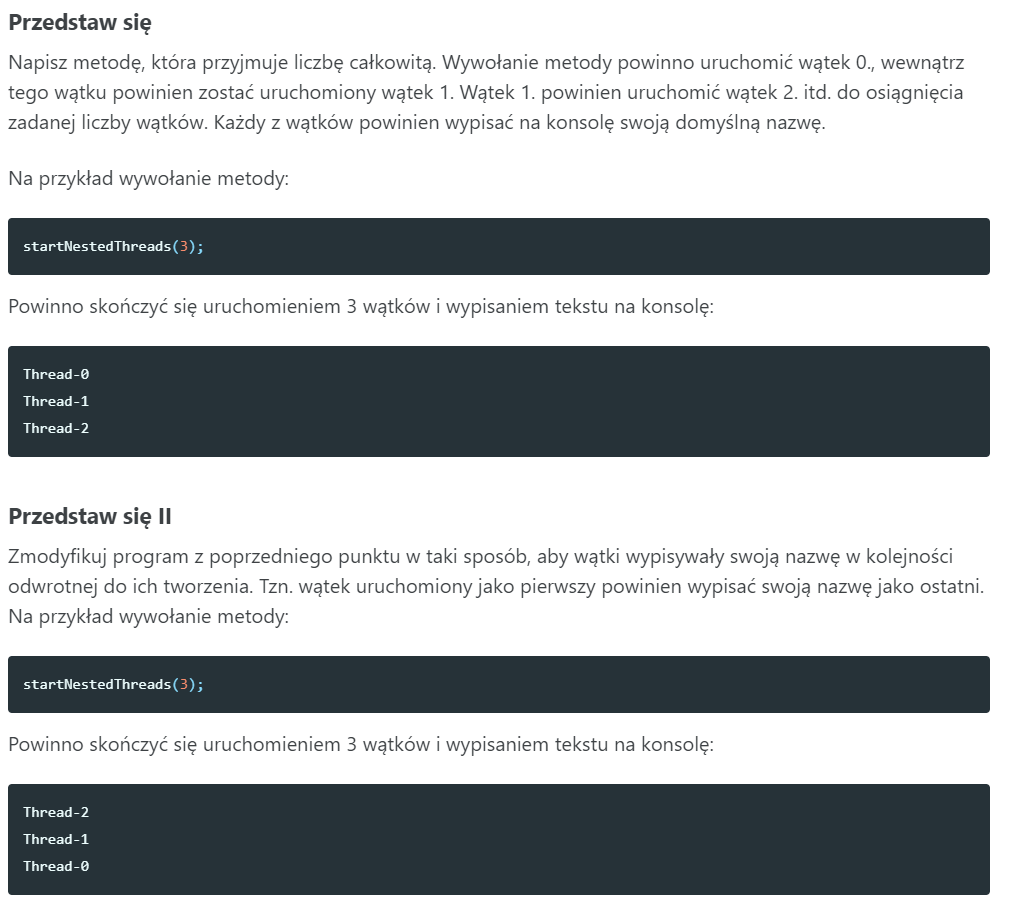 Przedstaw się
Napisz metodę, która przyjmuje liczbę całkowitą. Wywołanie metody powinno uruchomić wątek 0., wewnątrz
tego wątku powinien zostać uruchomiony wątek 1. Wątek 1. powinien uruchomić wątek 2. itd. do osiągnięcia
zadanej liczby wątków. Każdy z wątków powinien wypisać na konsolę swoją domyślną nazwę.
Na przykład wywołanie metody:
startNestedThreads(3);
Powinno skończyć się uruchomieniem 3 wątków i wypisaniem tekstu na konsolę:
Thread-0
Thread-1
Thread-2
Przedstaw się II
Zmodyfikuj program z poprzedniego punktu w taki sposób, aby wątki wypisywały swoją nazwę w kolejności
odwrotnej do ich tworzenia. Tzn. wątek uruchomiony jako pierwszy powinien wypisać swoją nazwę jako ostatni.
Na przykład wywołanie metody:
startNestedThreads(3);
Powinno skończyć się uruchomieniem 3 wątków i wypisaniem tekstu na konsolę:
Thread-2
Thread-1
Thread-0